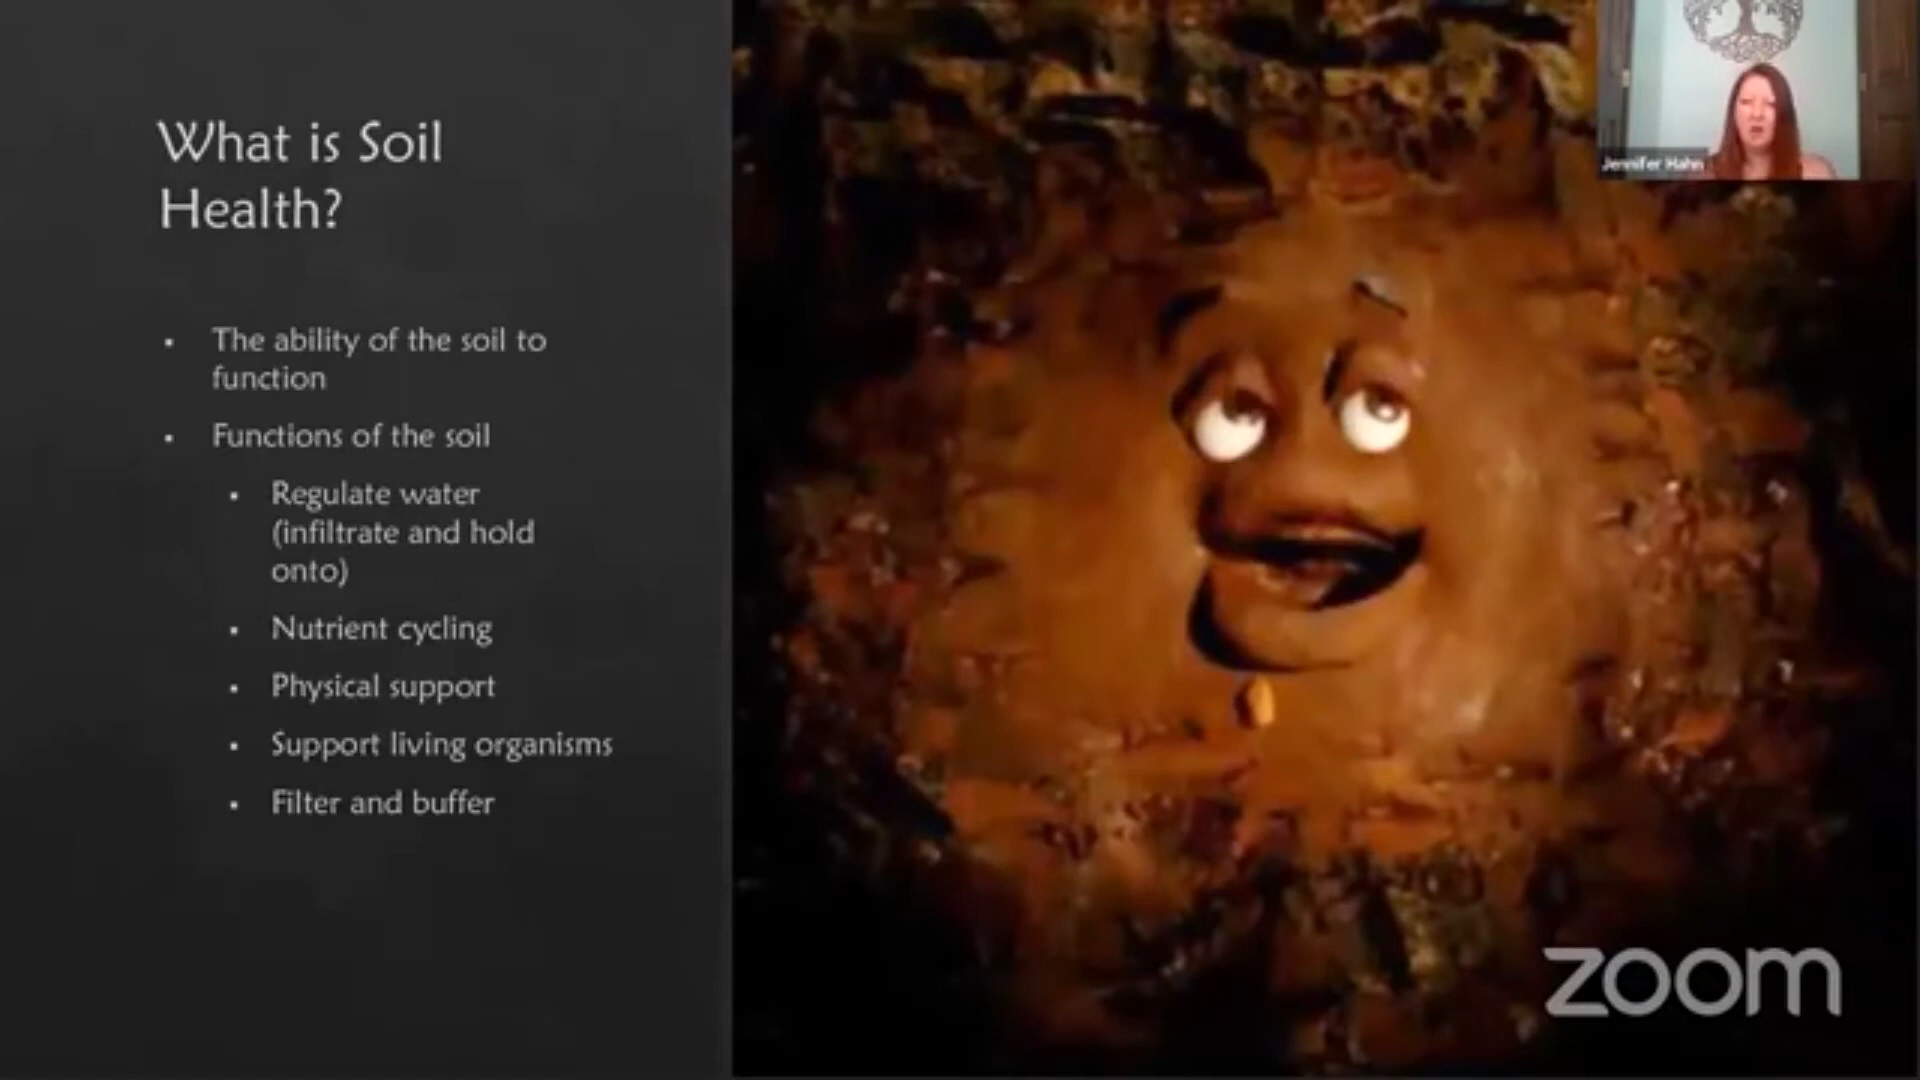 What is Soil
Health?
The ability of the soil to
function
Functions of the soil
Regulate water
(infiltrate and hold
onto)
Nutrient cycling
Physical support
Support living organisms
Filter and buffer
Jennifer Hahn
zoom